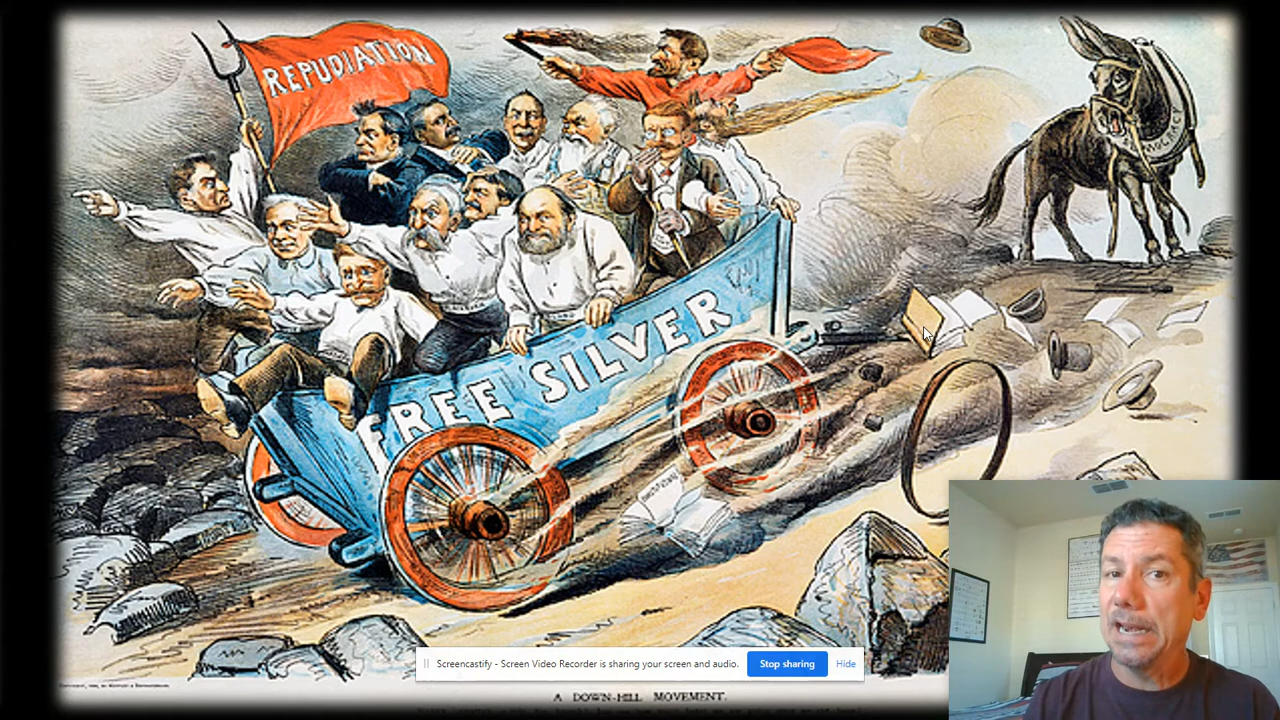 REPUDIATION
DEMOCRACY
FREE SILVER
Screencastify - Screen Video Recorder is sharing your screen and audio.
Stop sharing
Hide
A DOWN-HILL MOVEMENT.